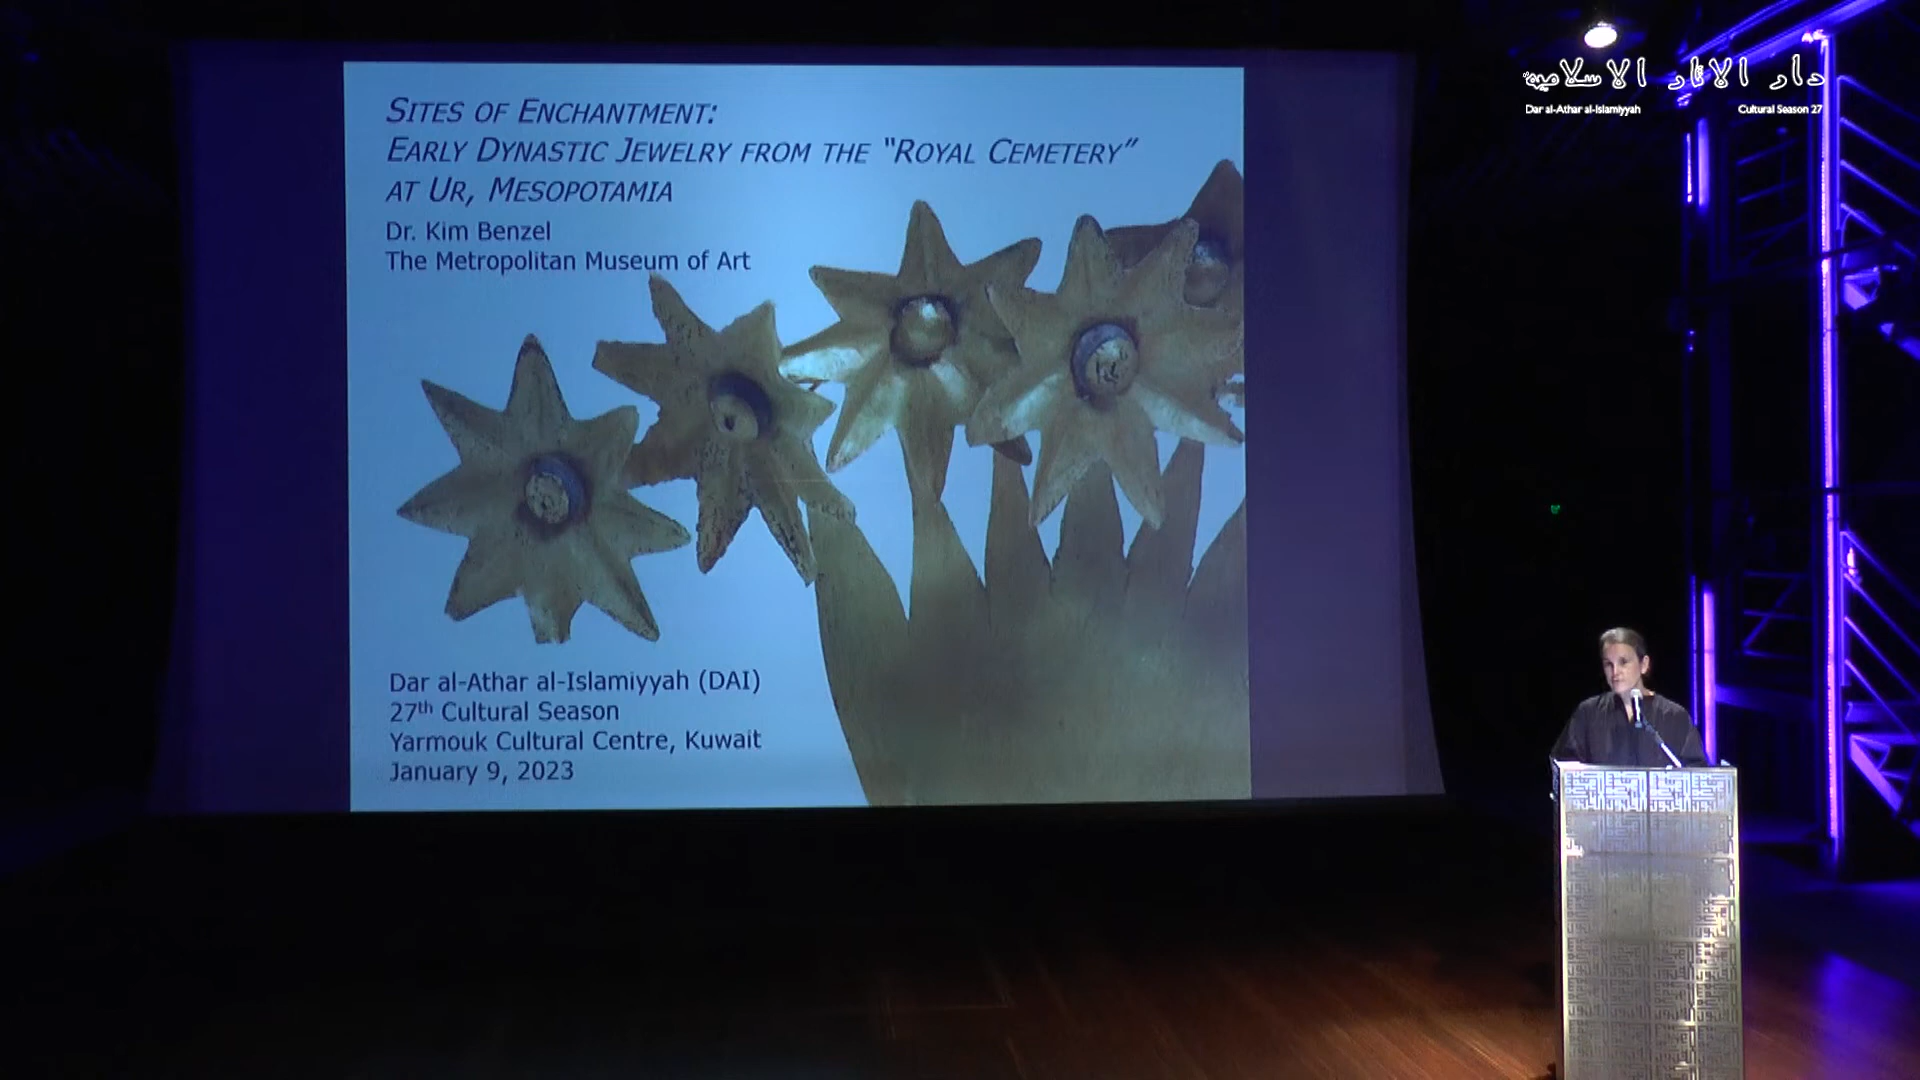 SITES OF ENCHANTMENT:
EARLY DYNASTIC JEWELRY FROM THE "ROYAL CEMETERY"
AT UR, MESOPOTAMIA
Dr. Kim Benzel
The Metropolitan Museum of Art
Dar al-Athar al-Islamiyyah (DAI)
27th Cultural Season
Yarmouk Cultural Centre, Kuwait
January 9, 2023
دار الآثار الاسلامية
Dar al-Athar al-Islamiyyah
Cultural Season 27